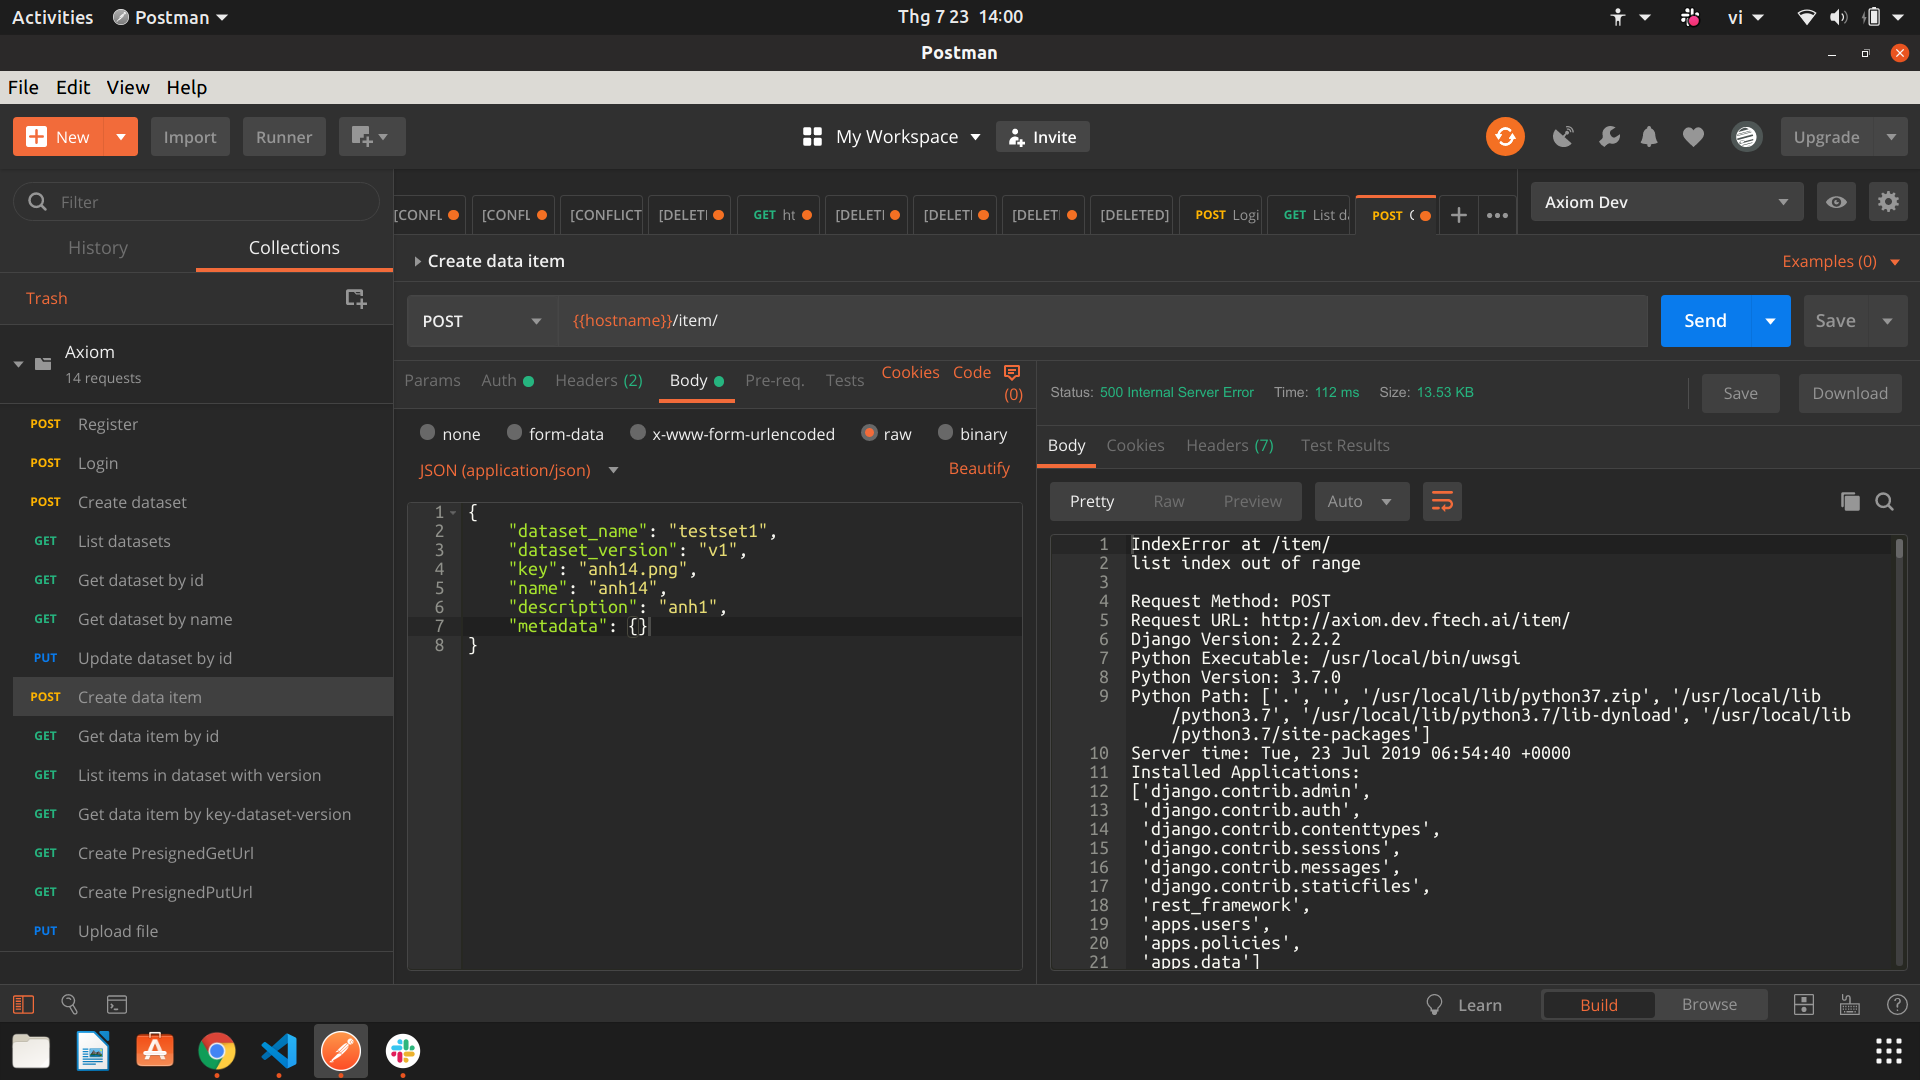 Activities
Postman
Thg 7 23 14:00
vi
Postman
File Edit View Help
New
Import
Runner
My Workspace
Invite
Upgrade
Filter
[CONFL
[CONFL
[CONFLICT
[DELETI
GET ht
[DELETI
[DELETI
[DELETI
[DELETED]
POST Logi
GET List da
POST C
Axiom Dev
History
Collections
Create data item
Examples (0)
Trash
POST
{{hostname}}/item/
Send
Save
Axiom
14 requests
Params
Auth
Headers (2)
Body
Pre-req.
Tests
Cookies
Code
(0)
Status: 500 Internal Server Error
Time: 112 ms
Size: 13.53 KB
Save
Download
POST Register
POST Login
POST Create dataset
GET List datasets
GET Get dataset by id
GET Get dataset by name
PUT Update dataset by id
POST Create data item
GET Get data item by id
GET List items in dataset with version
GET Get data item by key-dataset-version
GET Create PresignedGetUrl
GET Create PresignedPutUrl
PUT Upload file
none
form-data
x-www-form-urlencoded
raw
binary
JSON (application/json)
Beautify
1 {
2 "dataset_name": "testset1",
3 "dataset_version": "v1",
4 "key": "anh14.png",
5 "name": "anh14",
6 "description": "anh1",
7 "metadata": {}
8 }
Body
Cookies
Headers (7)
Test Results
Pretty
Raw
Preview
Auto
1 IndexError at /item/
2 list index out of range
3
4 Request Method: POST
5 Request URL: http://axiom.dev.ftech.ai/item/
6 Django Version: 2.2.2
7 Python Executable: /usr/local/bin/uwsgi
8 Python Version: 3.7.0
9 Python Path: ['.', '', '/usr/local/lib/python37.zip', '/usr/local/lib
/python3.7', '/usr/local/lib/python3.7/lib-dynload', '/usr/local/lib
/python3.7/site-packages']
10 Server time: Tue, 23 Jul 2019 06:54:40 +0000
11 Installed Applications:
12 ['django.contrib.admin',
13 'django.contrib.auth',
14 'django.contrib.contenttypes',
15 'django.contrib.sessions',
16 'django.contrib.messages',
17 'django.contrib.staticfiles',
18 'rest_framework',
19 'apps.users',
20 'apps.policies',
21 'apps.data']
Learn
Build
Browse